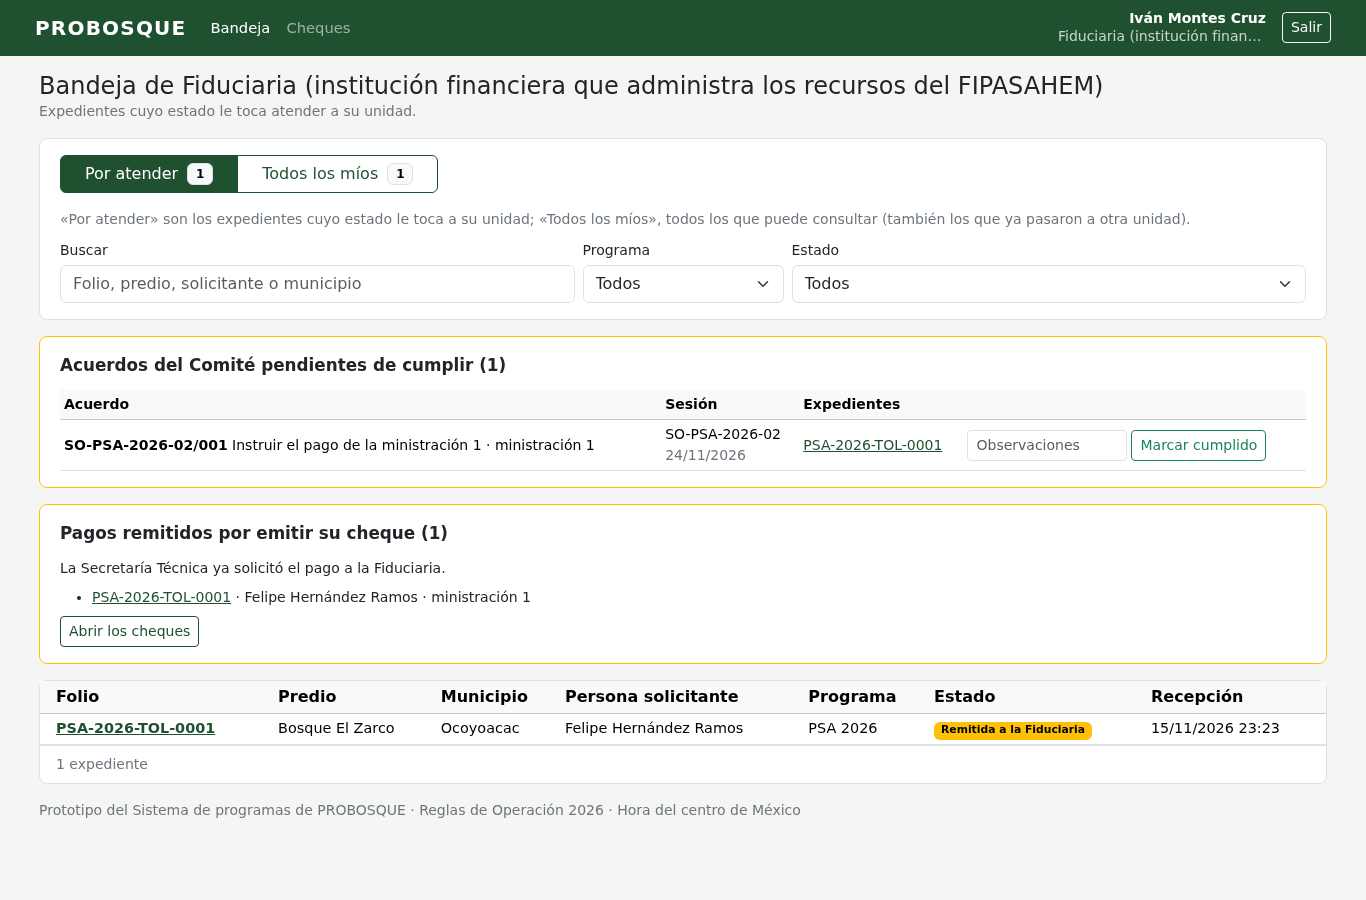 PROBOSQUE Bandeja Cheques
Iván Montes Cruz
Fiduciaria (institución finan...
Salir
Bandeja de Fiduciaria (institución financiera que administra los recursos del FIPASAHEM)
Expedientes cuyo estado le toca atender a su unidad.
Por atender 1 Todos los míos 1
«Por atender» son los expedientes cuyo estado le toca a su unidad; «Todos los míos», todos los que puede consultar (también los que ya pasaron a otra unidad).
Buscar Programa Estado
Folio, predio, solicitante o municipio Todos Todos
Acuerdos del Comité pendientes de cumplir (1)
Acuerdo Sesión Expedientes
SO-PSA-2026-02/001 Instruir el pago de la ministración 1 · ministración 1 SO-PSA-2026-02 24/11/2026 PSA-2026-TOL-0001 Observaciones Marcar cumplido
Pagos remitidos por emitir su cheque (1)
La Secretaría Técnica ya solicitó el pago a la Fiduciaria.
• PSA-2026-TOL-0001 · Felipe Hernández Ramos · ministración 1
Abrir los cheques
Folio Predio Municipio Persona solicitante Programa Estado Recepción
PSA-2026-TOL-0001 Bosque El Zarco Ocoyoacac Felipe Hernández Ramos PSA 2026 Remitida a la Fiduciaria 15/11/2026 23:23
1 expediente
Prototipo del Sistema de programas de PROBOSQUE · Reglas de Operación 2026 · Hora del centro de México